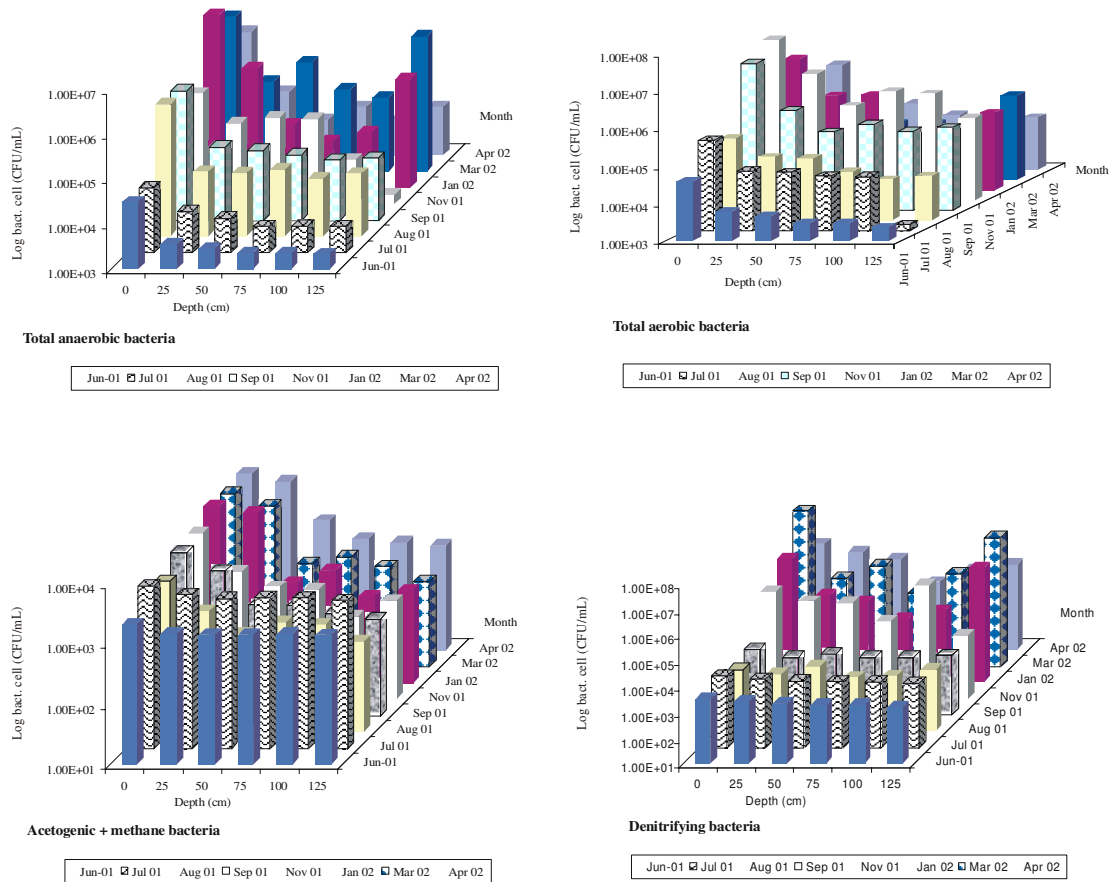 Log bact. cell (CFU/mL)
1.00E+07
1.00E+06
1.00E+05
1.00E+04
1.00E+03
0 25 50 75 100 125
Depth (cm)
Month
Apr 02
Mar 02
Jan 02
Nov 01
Sep 01
Aug 01
Jul 01
Jun-01
Total anaerobic bacteria
Jun-01 Jul 01 Aug 01 Sep 01 Nov 01 Jan 02 Mar 02 Apr 02
Log bact. cell (CFU/mL)
1.00E+08
1.00E+07
1.00E+06
1.00E+05
1.00E+04
1.00E+03
0 25 50 75 100 125
Depth (cm)
Month
Jun-01
Jul 01
Aug 01
Sep 01
Nov 01
Jan 02
Mar 02
Apr 02
Total aerobic bacteria
Jun-01 Jul 01 Aug 01 Sep 01 Nov 01 Jan 02 Mar 02 Apr 02
Log bact. cell (CFU/mL)
1.00E+04
1.00E+03
1.00E+02
1.00E+01
0 25 50 75 100 125
Depth (cm)
Month
Apr 02
Mar 02
Jan 02
Nov 01
Sep 01
Aug 01
Jul 01
Jun-01
Acetogenic + methane bacteria
Jun-01 Jul 01 Aug 01 Sep 01 Nov 01 Jan 02 Mar 02 Apr 02
Log bact. cell (CFU/mL)
1.00E+08
1.00E+07
1.00E+06
1.00E+05
1.00E+04
1.00E+03
1.00E+02
1.00E+01
0 25 50 75 100 125
Depth (cm)
Month
Apr 02
Mar 02
Jan 02
Nov 01
Sep 01
Aug 01
Jul 01
Jun-01
Denitrifying bacteria
Jun-01 Jul 01 Aug 01 Sep 01 Nov 01 Jan 02 Mar 02 Apr 02